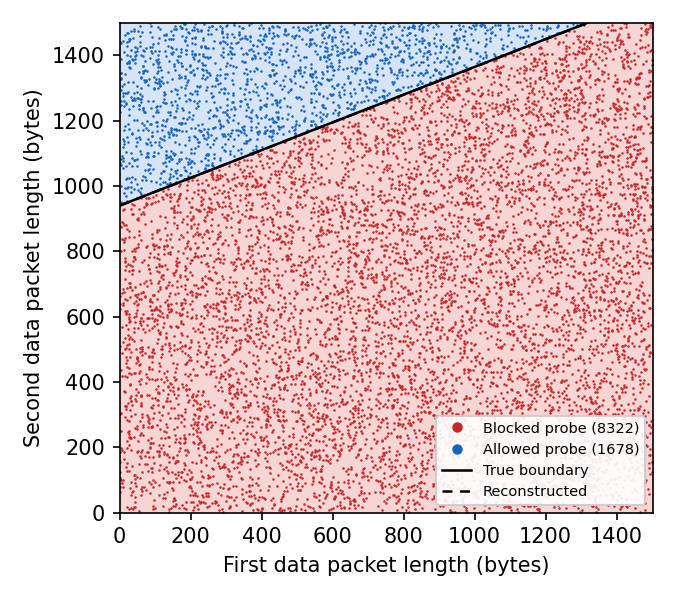 1400
1200
1000
800
600
400
200
0
Second data packet length (bytes)
Blocked probe (8322)
Allowed probe (1678)
True boundary
Reconstructed
0 200 400 600 800 1000 1200 1400
First data packet length (bytes)